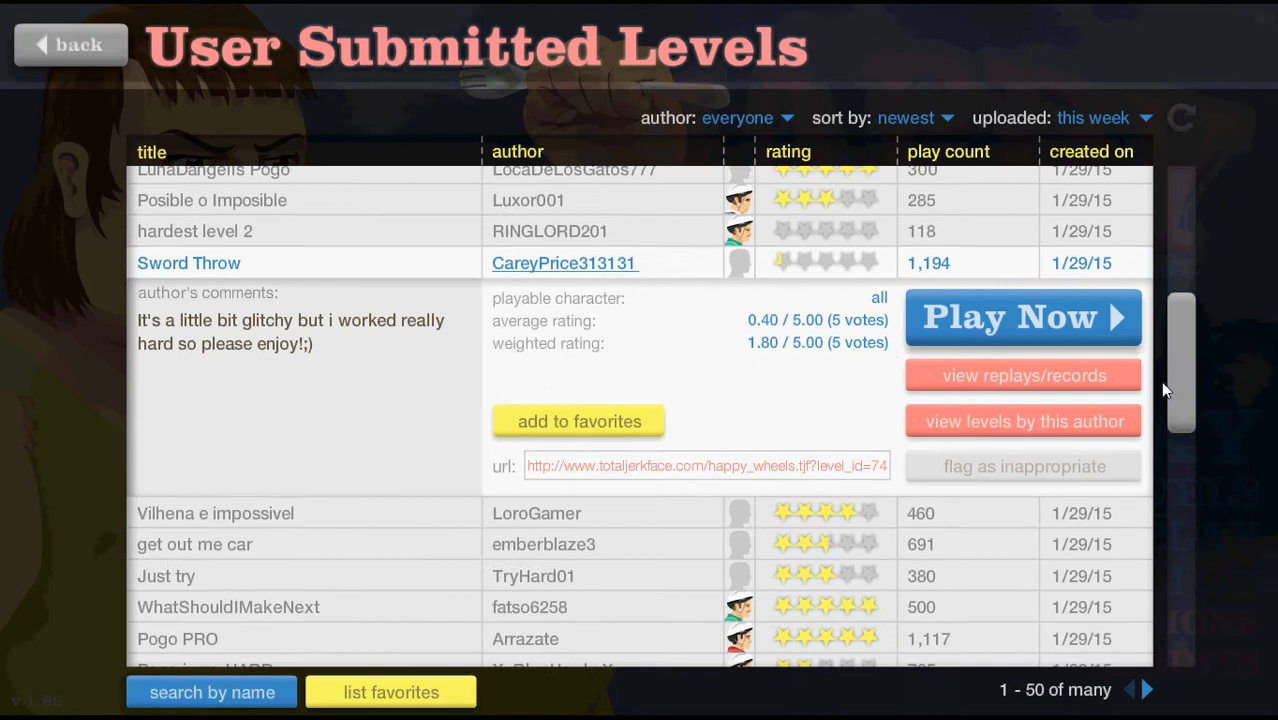 back
User Submitted Levels
author: everyone sort by: newest uploaded: this week
title author rating play count created on
LunaDangells Pogo LocaDeLosGatos777 300 1/29/15
Posible o Imposible Luxor001 285 1/29/15
hardest level 2 RINGLORD201 118 1/29/15
Sword Throw CareyPrice313131 1,194 1/29/15
author's comments:
It's a little bit glitchy but i worked really
hard so please enjoy!;)
playable character: all
average rating: 0.40 / 5.00 (5 votes)
weighted rating: 1.80 / 5.00 (5 votes)
add to favorites
url: http://www.totaljerkface.com/happy_wheels.tjf?level_id=74
Play Now
view replays/records
view levels by this author
flag as inappropriate
Vilhena e impossivel LoroGamer 460 1/29/15
get out me car emberblaze3 691 1/29/15
Just try TryHard01 380 1/29/15
WhatShouldIMakeNext fatso6258 500 1/29/15
Pogo PRO Arrazate 1,117 1/29/15
search by name list favorites 1 - 50 of many